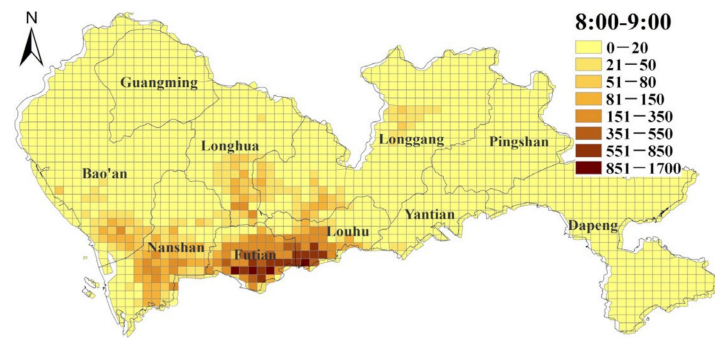 N
8:00-9:00
0－20
21－50
51－80
81－150
151－350
351－550
551－850
851－1700
Guangming
Longhua
Longgang
Pingshan
Bao'an
Yantian
Louhu
Dapeng
Nanshan
Futian